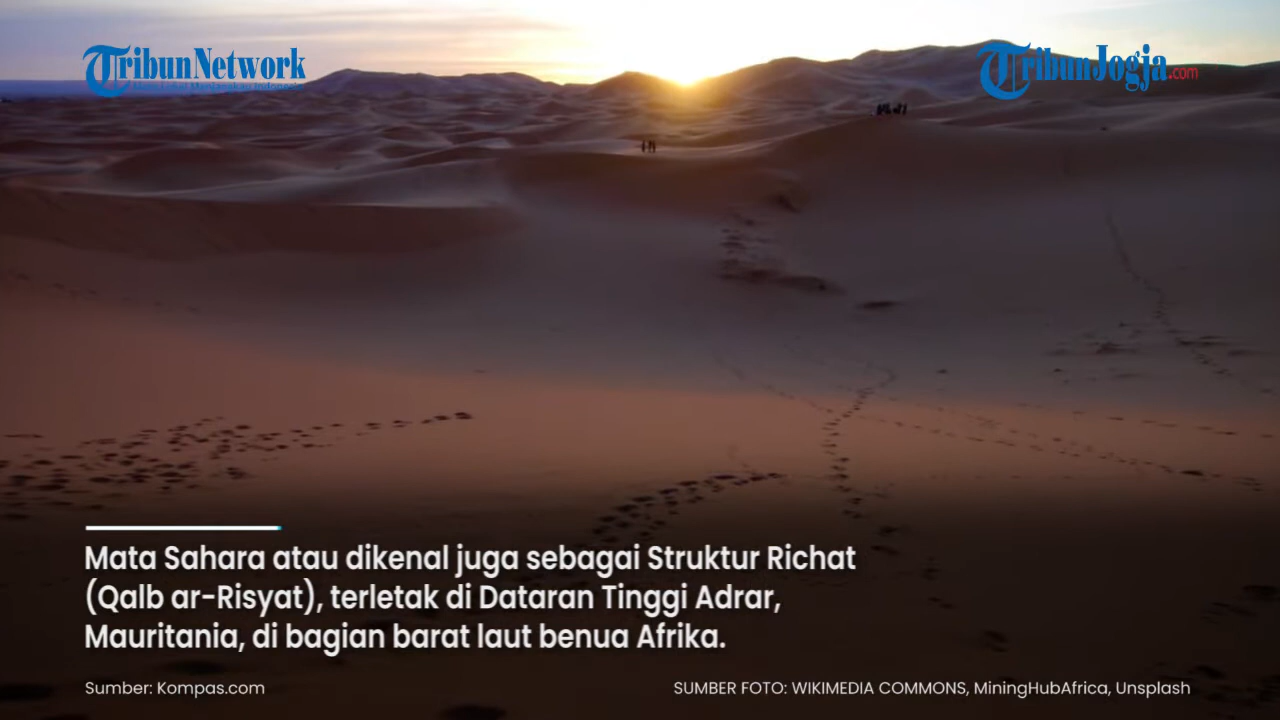 TribunNetwork
TribunJogja.com
Mata Sahara atau dikenal juga sebagai Struktur Richat
(Qalb ar-Risyat), terletak di Dataran Tinggi Adrar,
Mauritania, di bagian barat laut benua Afrika.
Sumber: Kompas.com
SUMBER FOTO: WIKIMEDIA COMMONS, MiningHubAfrica, Unsplash